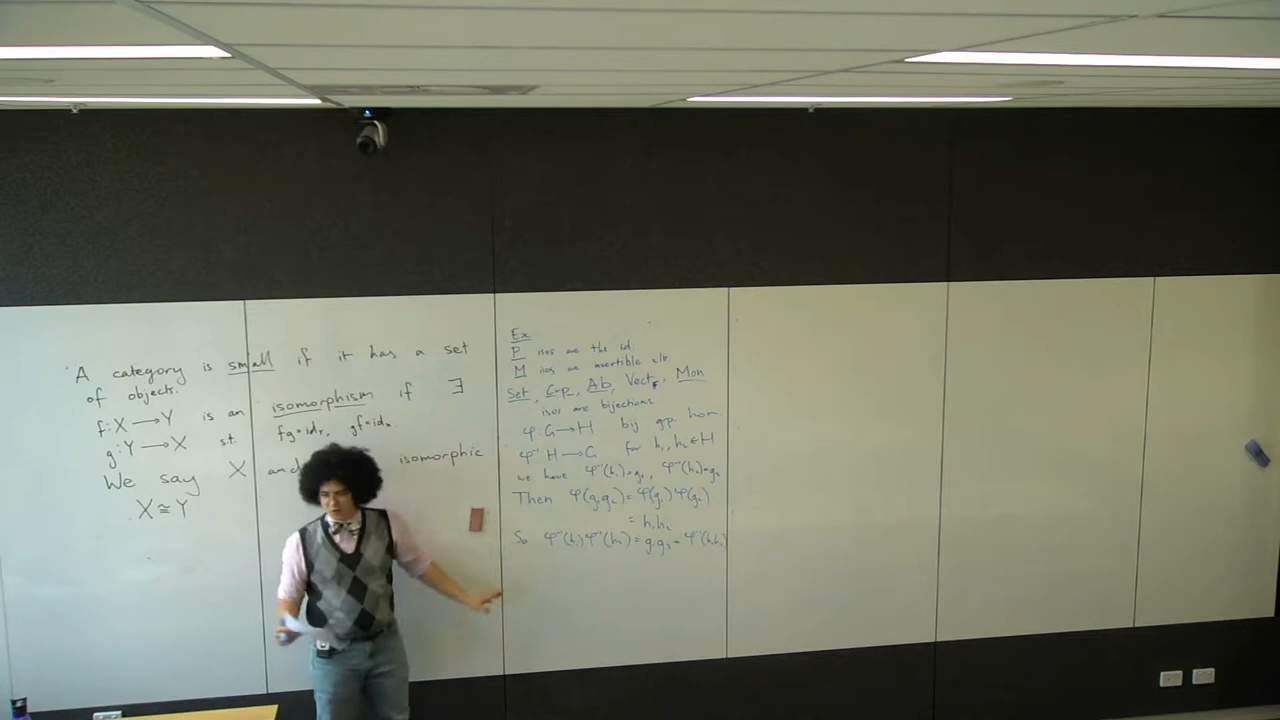 A category is small if it has a set
of objects.
f: X → Y is an isomorphism if ∃
g: Y → X s.t. fg = id_Y, gf = id_X.
We say X and isomorphic
X ≅ Y
Ex
P isos are the id.
M isos are invertible elt.
Set, Gp, Ab, Vect_F, Mon
isos are bijections
φ: G → H bij gp. hom
φ⁻¹ H → G for h₁, h₂ ∈ H
we have φ⁻¹(h₁) = g₁, φ⁻¹(h₂) = g₂
Then φ(g₁g₂) = φ(g₁)φ(g₂)
= h₁h₂
So φ⁻¹(h₁)φ⁻¹(h₂) = g₁g₂ = φ⁻¹(h₁h₂)